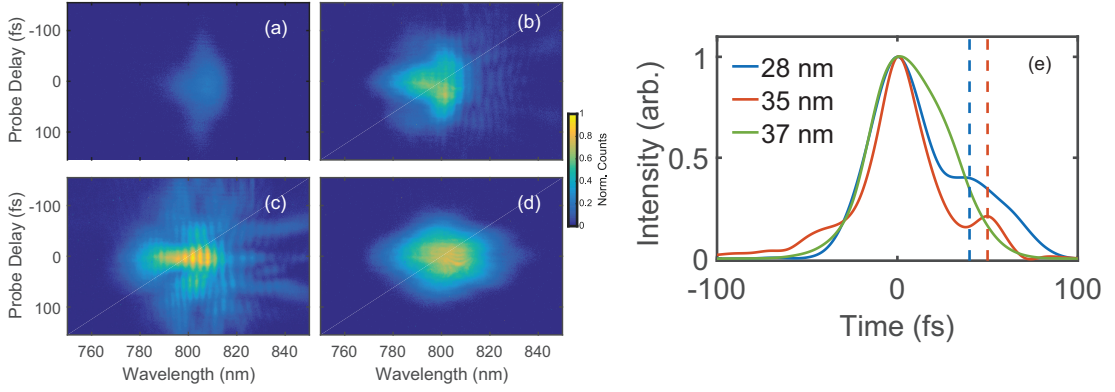 (a)
(b)
-100
0
100
Probe Delay (fs)
1
0.8
0.6
0.4
0.2
0
Norm. Counts
(c)
(d)
-100
0
100
Probe Delay (fs)
760 780 800 820 840
760 780 800 820 840
Wavelength (nm)
Wavelength (nm)
(e)
28 nm
35 nm
37 nm
1
0.5
0
Intensity (arb.)
-100 0 100
Time (fs)